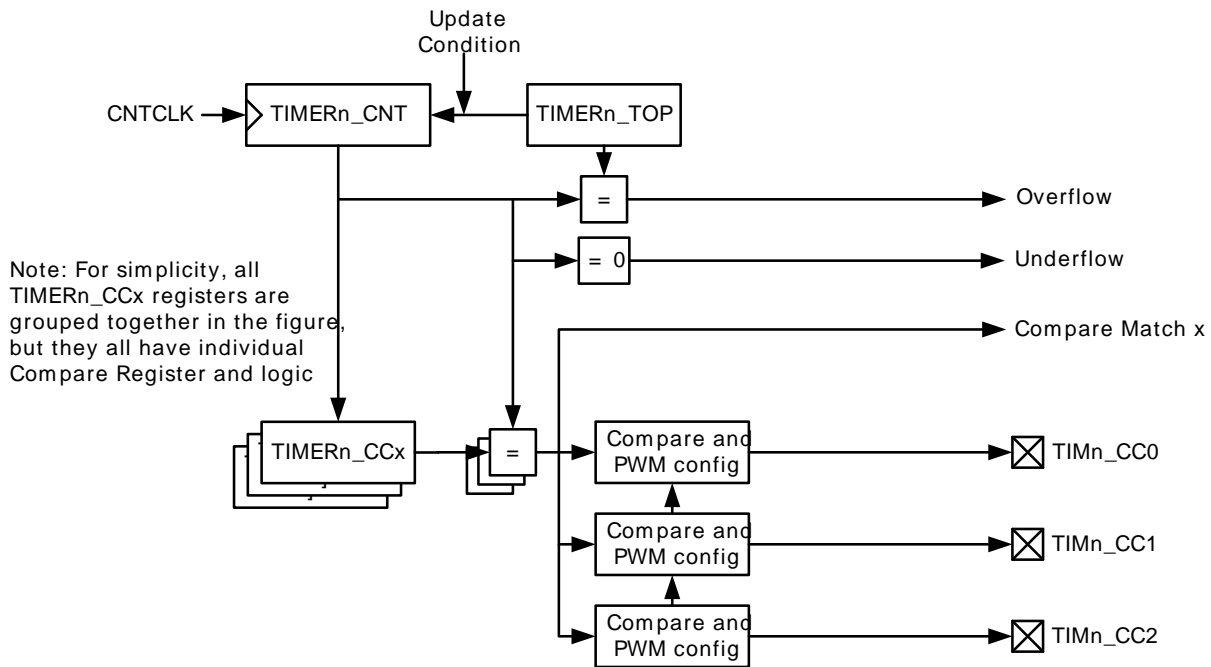 Update
Condition
CNTCLK
TIMERn_CNT
TIMERn_TOP
=
Overflow
= 0
Underflow
Note: For simplicity, all
TIMERn_CCx registers are
grouped together in the figure,
but they all have individual
Compare Register and logic
Compare Match x
TIMERn_CCx
=
Compare and
PWM config
TIMn_CC0
Compare and
PWM config
TIMn_CC1
Compare and
PWM config
TIMn_CC2